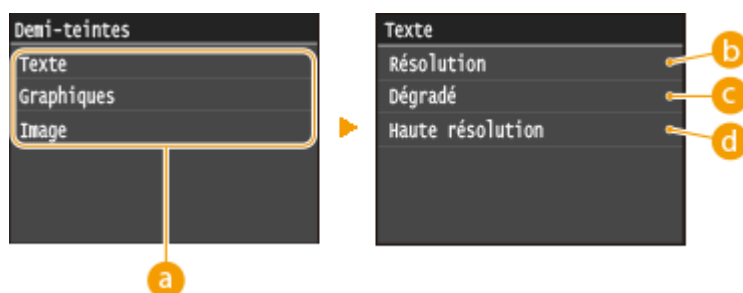 Demi-teintes
Texte
Graphiques
Image
a
Texte
Résolution
Dégradé
Haute résolution
b
c
d